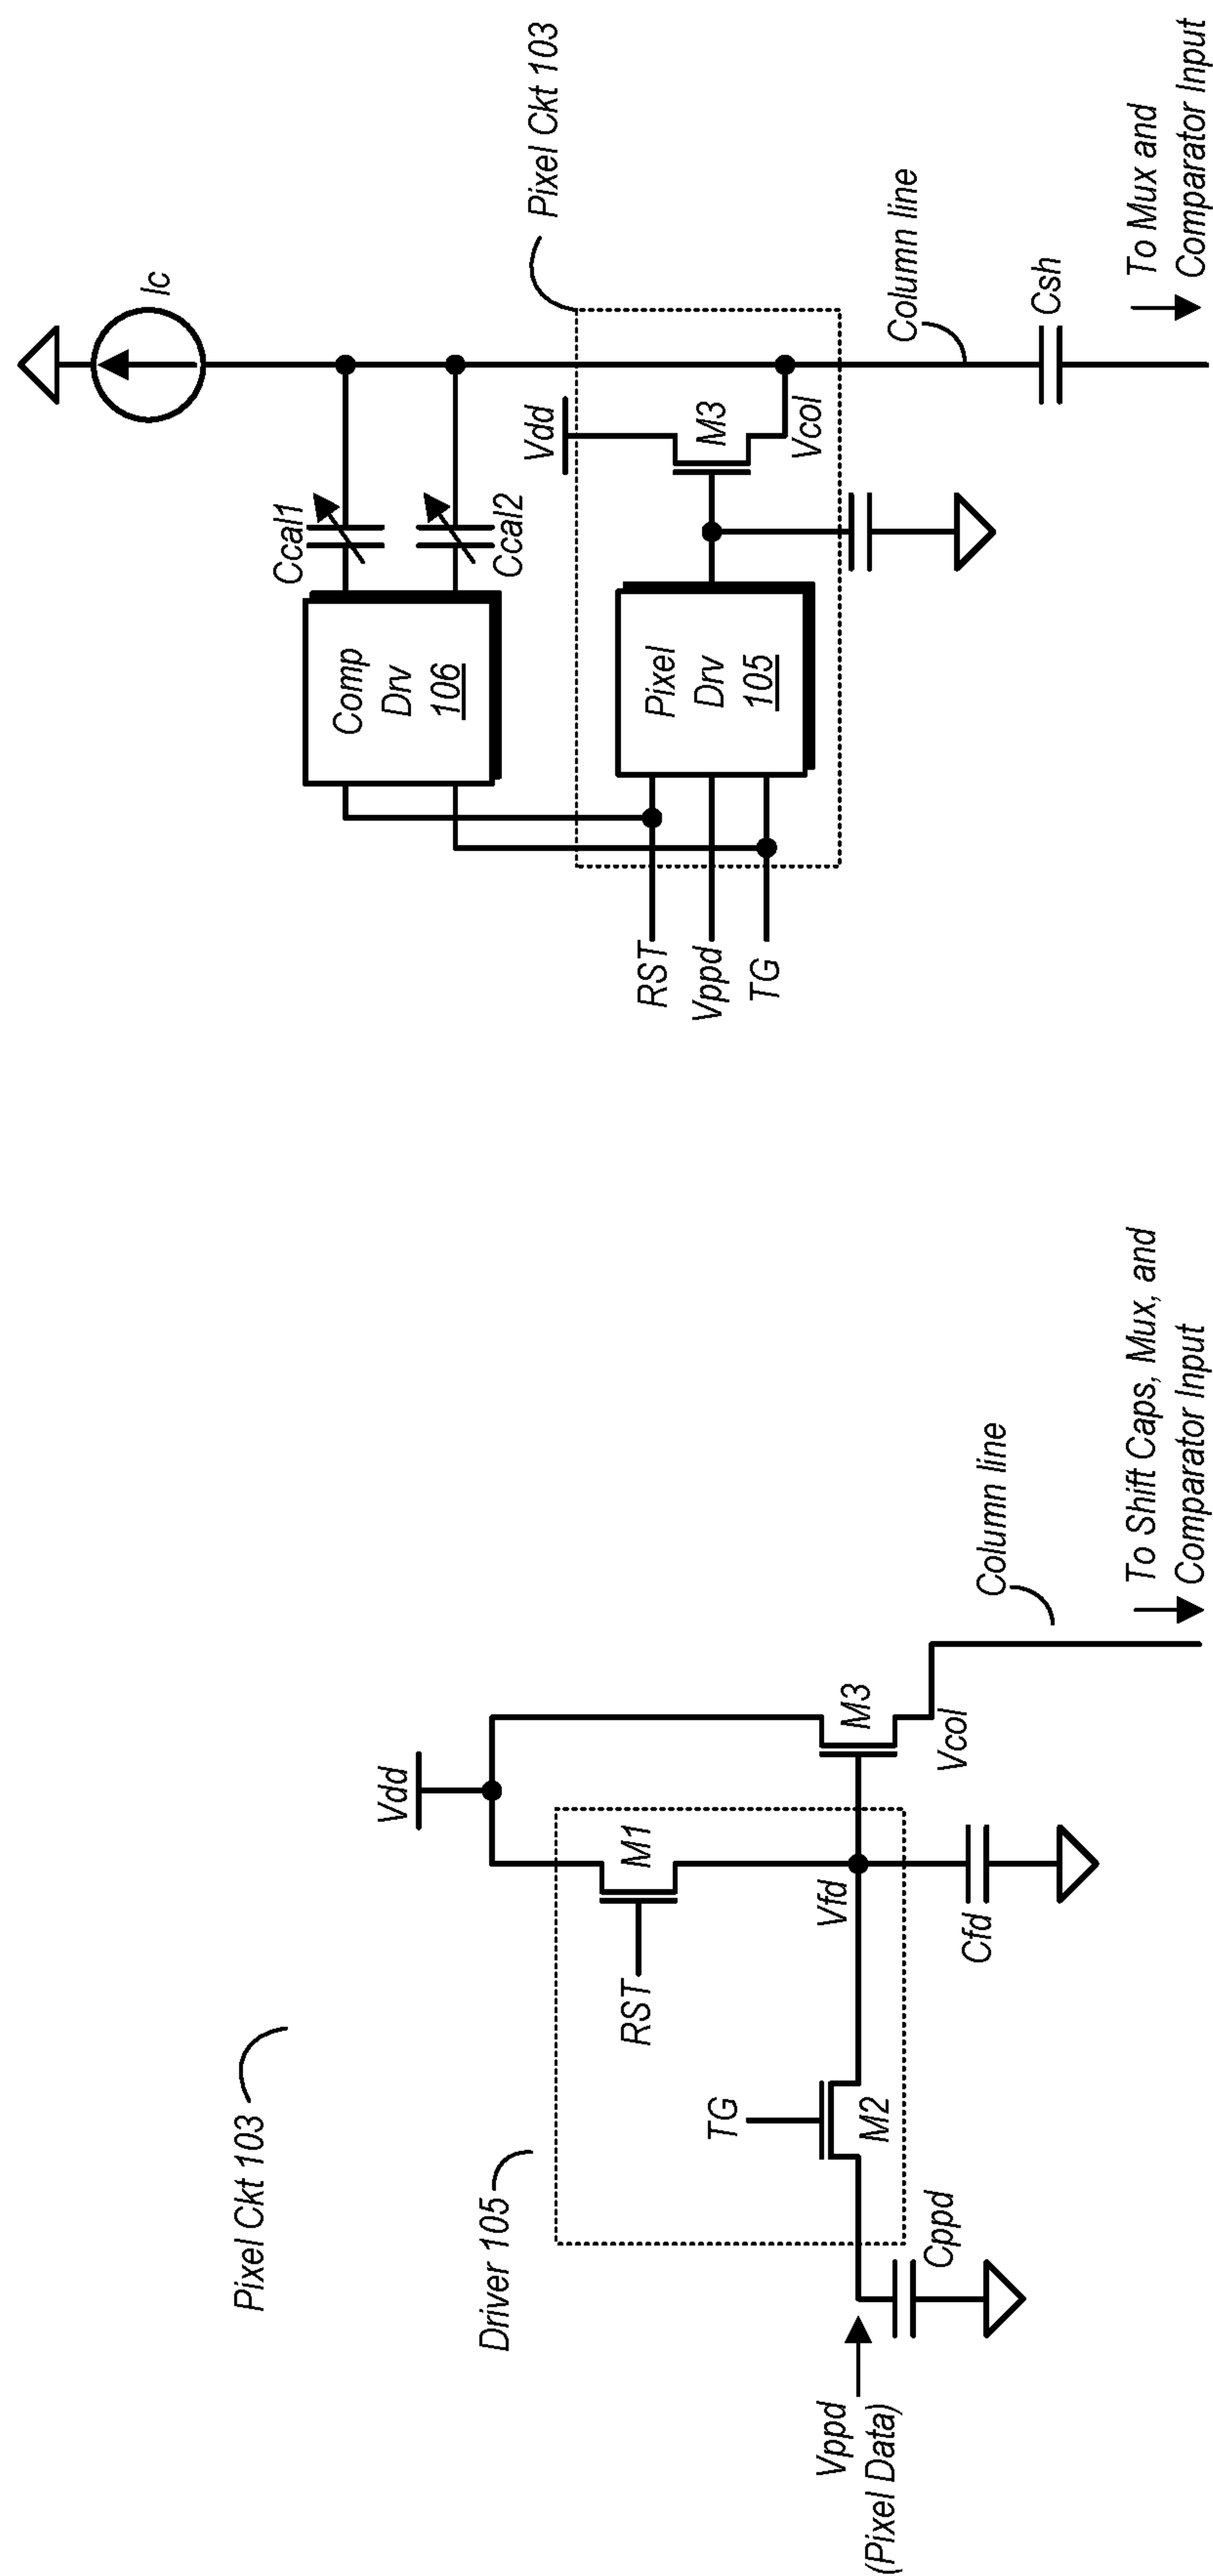 Pixel Ckt 103
Driver 105
Vdd
M1
RST
TG
M2
Vfd
M3
Vcol
Vppd
(Pixel Data)
Cppd
Cfd
Column line
To Shift Caps, Mux, and
Comparator Input
Ic
Ccal1
Ccal2
Comp
Drv
106
Pixel Ckt 103
Vdd
M3
Vcol
Pixel
Drv
105
RST
Vppd
TG
Column line
Csh
To Mux and
Comparator Input